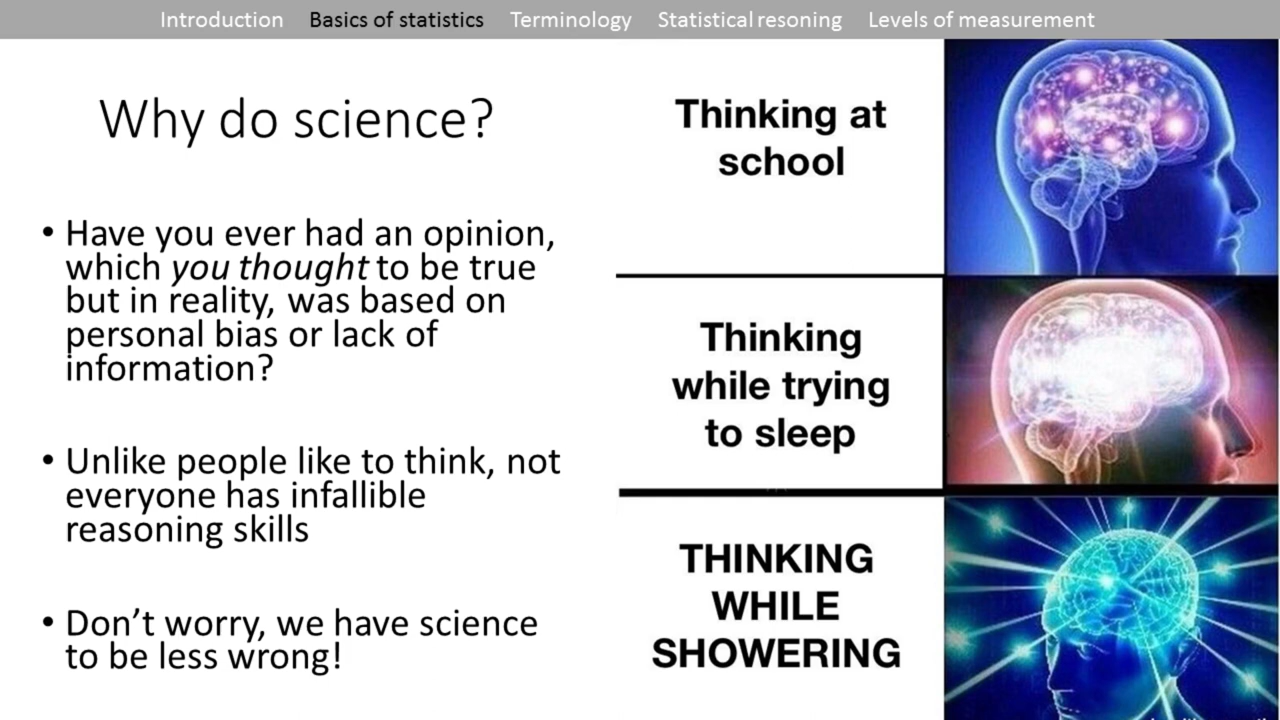 Introduction Basics of statistics Terminology Statistical resoning Levels of measurement
Why do science?
• Have you ever had an opinion,
which you thought to be true
but in reality, was based on
personal bias or lack of
information?
• Unlike people like to think, not
everyone has infallible
reasoning skills
• Don’t worry, we have science
to be less wrong!
Thinking at
school
Thinking
while trying
to sleep
THINKING
WHILE
SHOWERING